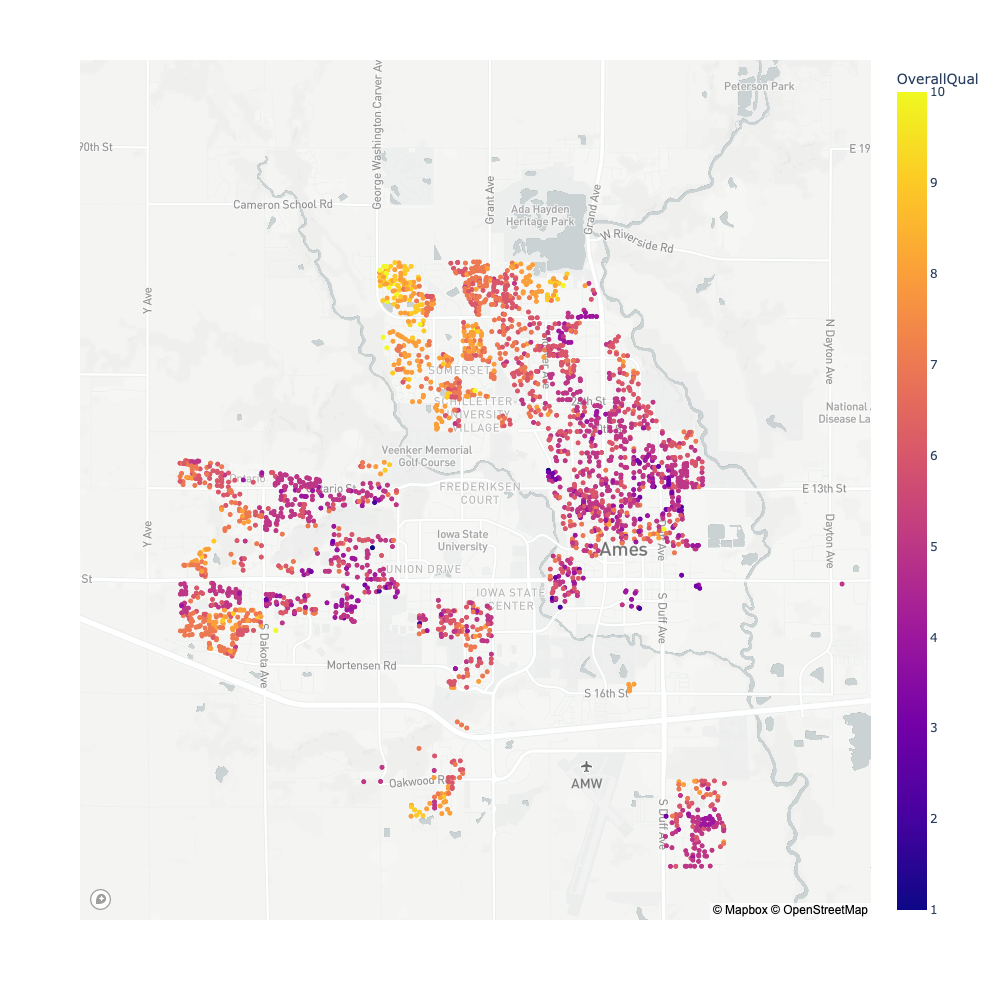 OverallQual
10
9
8
7
6
5
4
3
2
1
Peterson Park
George Washington Carver Av
90th St
E 19
Grant Ave
Cameron School Rd
Ada Hayden
Heritage Park
Grand Ave
N Riverside Rd
Y Ave
N Dayton Ave
SOMERSET
SCHILLETTER-
UNIVERSITY
VILLAGE
National
Disease La
Veenker Memorial
Golf Course
Ontario St
FREDERIKSEN
COURT
E 13th St
Y Ave
Iowa State
University
Dayton Ave
Ames
Ave
UNION DRIVE
St
IOWA STATE
CENTER
S Duff Ave
S Dakota Ave
Mortensen Rd
S 16th St
Oakwood Rd
AMW
S Duff Ave
© Mapbox © OpenStreetMap